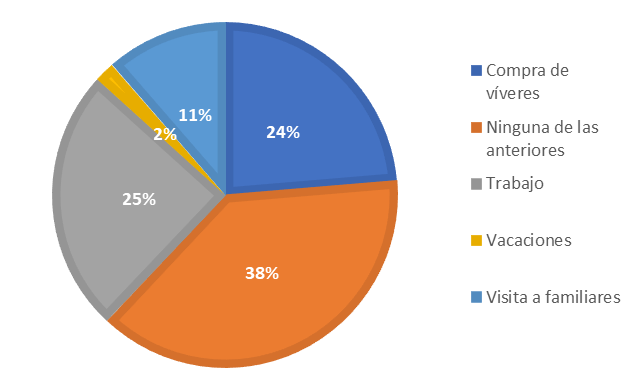 24%
38%
25%
2%
11%
Compra de
víveres
Ninguna de las
anteriores
Trabajo
Vacaciones
Visita a familiares